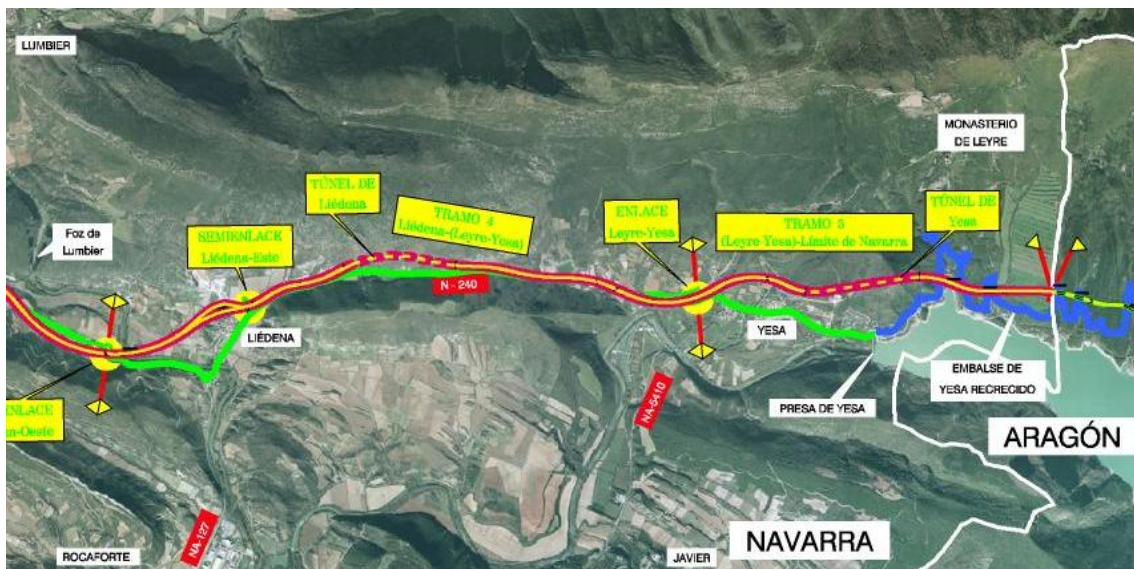 LUMBIER
MONASTERIO
DE LEYRE
TÚNEL DE
Liédena
TRAMO 4
Liédena-(Leyre-Yesa)
ENLACE
Leyre-Yesa
TRAMO 5
(Leyre-Yesa)-Límite de Navarra
TÚNEL DE
Yesa
Foz de
Lumbier
SEMIENLACE
Liédena-Este
N - 240
LIÉDENA
YESA
EMBALSE DE
YESA RECRECIDO
PRESA DE YESA
NA-5410
ENLACE
n-Oeste
ARAGÓN
NA-127
NAVARRA
ROCAFORTE
JAVIER